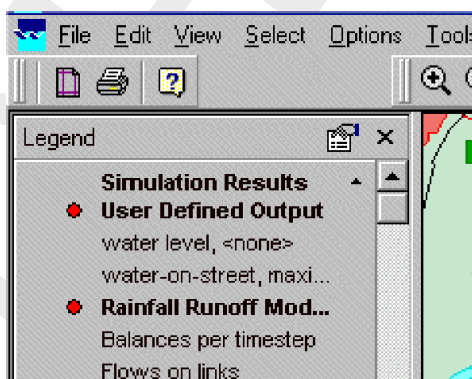 File Edit View Select Options Tools
Legend
Simulation Results
User Defined Output
water level, <none>
water-on-street, maxi...
Rainfall Runoff Mod...
Balances per timestep
Flows on links